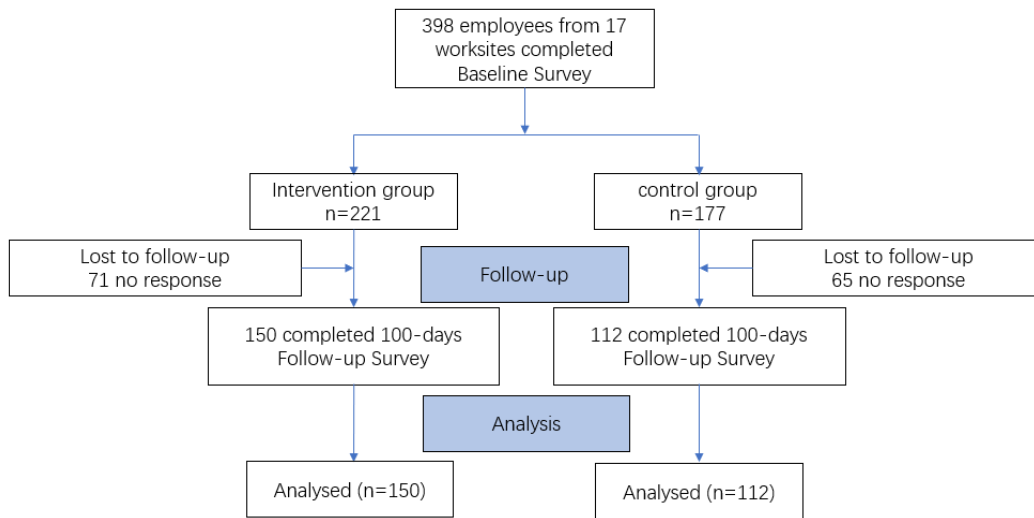 398 employees from 17
worksites completed
Baseline Survey
Intervention group
n=221
control group
n=177
Lost to follow-up
71 no response
Follow-up
Lost to follow-up
65 no response
150 completed 100-days
Follow-up Survey
112 completed 100-days
Follow-up Survey
Analysis
Analysed (n=150)
Analysed (n=112)